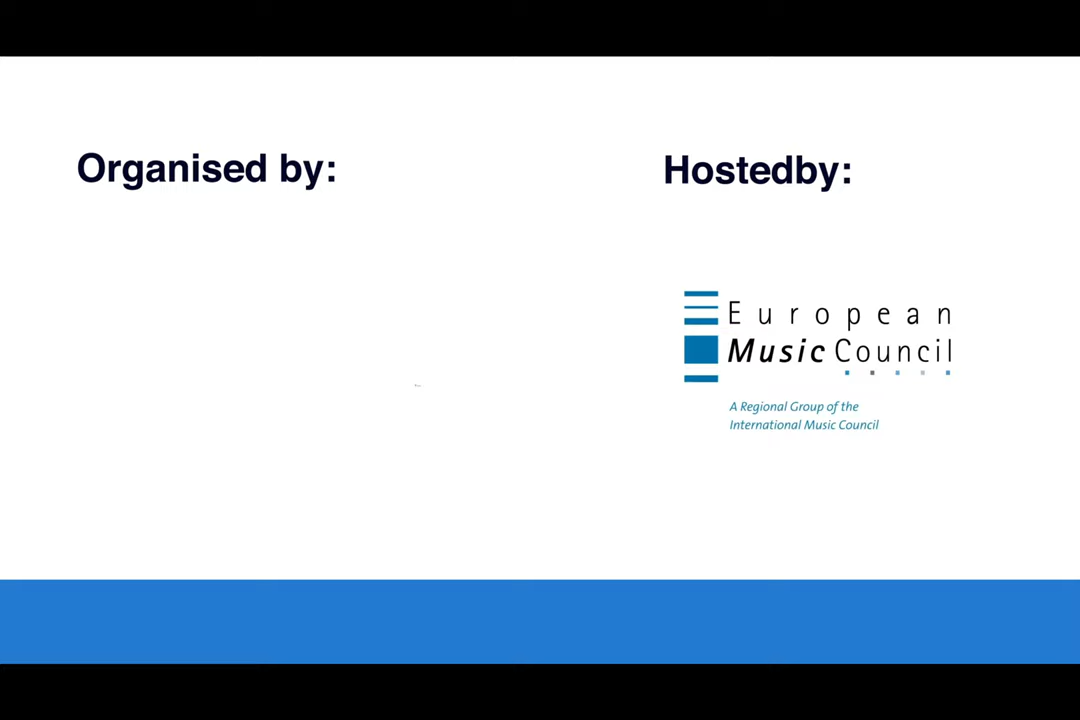 Organised by:
Hostedby:
European
Music Council
A Regional Group of the
International Music Council